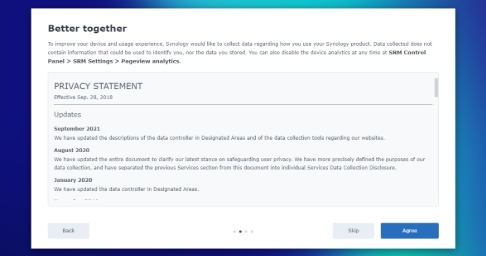 Better together
To improve your device and usage experience, Synology would like to collect data regarding how you use your Synology product. Data collected does not
contain information that could be used to identify you, nor the data you stored. You can also disable the device analytics at any time at SRM Control
Panel > SRM Settings > Pageview analytics.
PRIVACY STATEMENT
Effective Sep. 28, 2018
Updates
September 2021
We have updated the descriptions of the data controller in Designated Areas and of the data collection tools regarding our websites.
August 2020
We have updated the entire document to clarify our latest stance on safeguarding user privacy. We have more precisely defined the purposes of our
data collection, and have separated the previous Services section from this document into individual Services Data Collection Disclosure.
January 2020
We have updated the data controller in Designated Areas.
Back
Skip
Agree